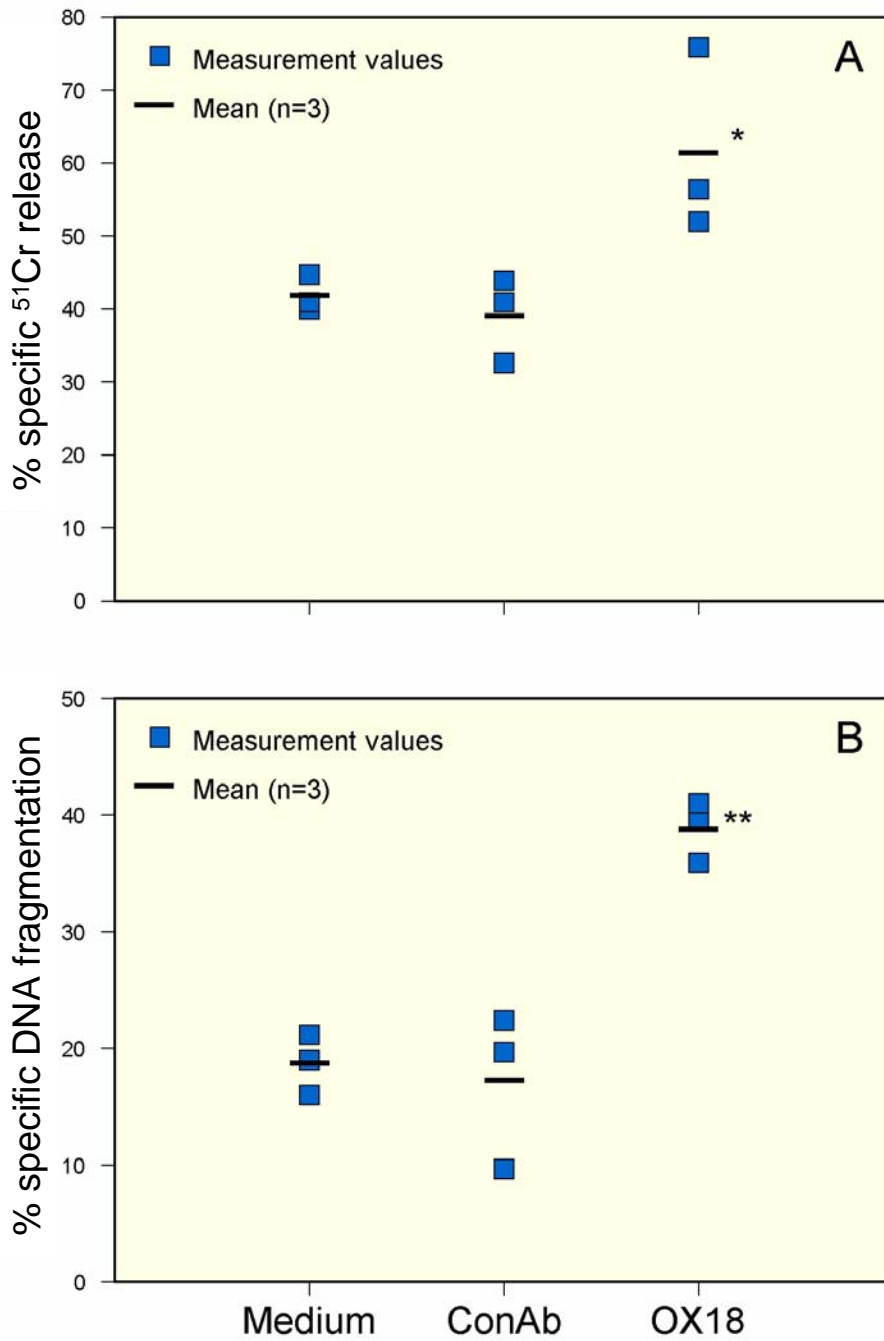 80
70
60
50
40
30
20
10
0
% specific ⁵¹Cr release
Measurement values
Mean (n=3)
A
*
50
40
30
20
10
0
% specific DNA fragmentation
Measurement values
Mean (n=3)
B
**
Medium ConAb OX18